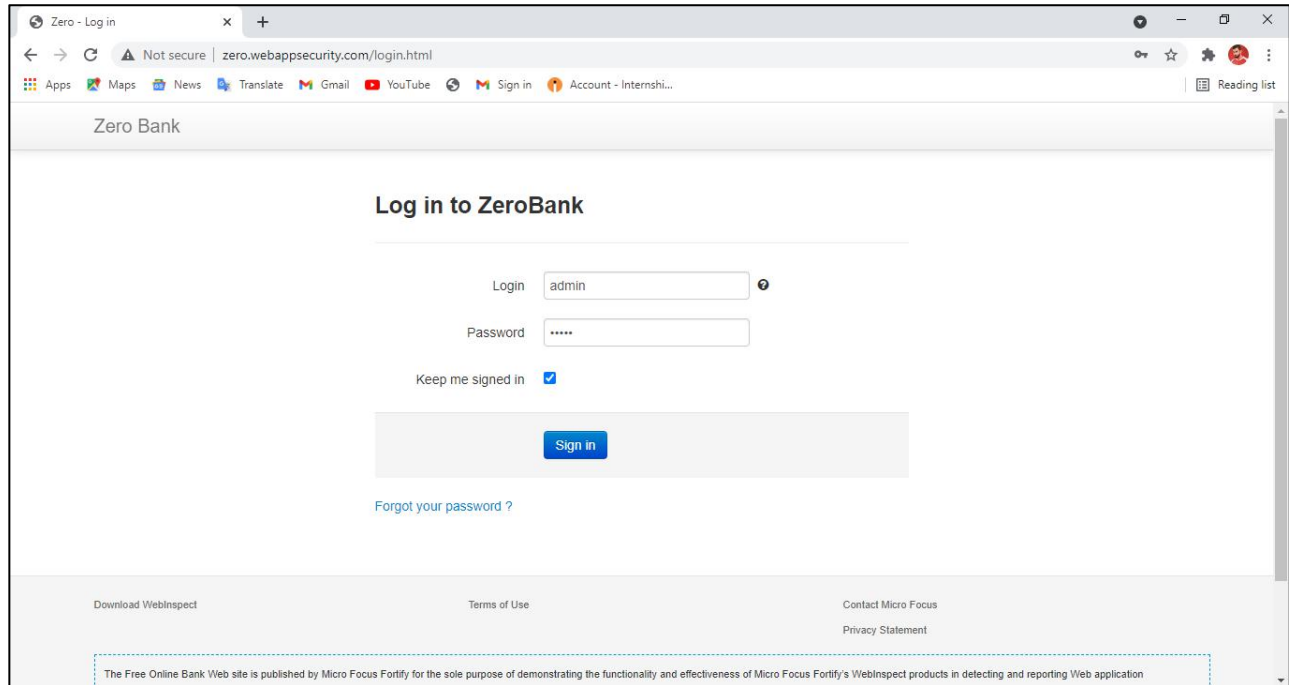 Zero - Log in
Not secure | zero.webappsecurity.com/login.html
Apps Maps News Translate Gmail YouTube Sign in Account - Internshi... Reading list
Zero Bank
Log in to ZeroBank
Login admin
Password •••••
Keep me signed in
Sign in
Forgot your password ?
Download WebInspect Terms of Use Contact Micro Focus
Privacy Statement
The Free Online Bank Web site is published by Micro Focus Fortify for the sole purpose of demonstrating the functionality and effectiveness of Micro Focus Fortify's WebInspect products in detecting and reporting Web application